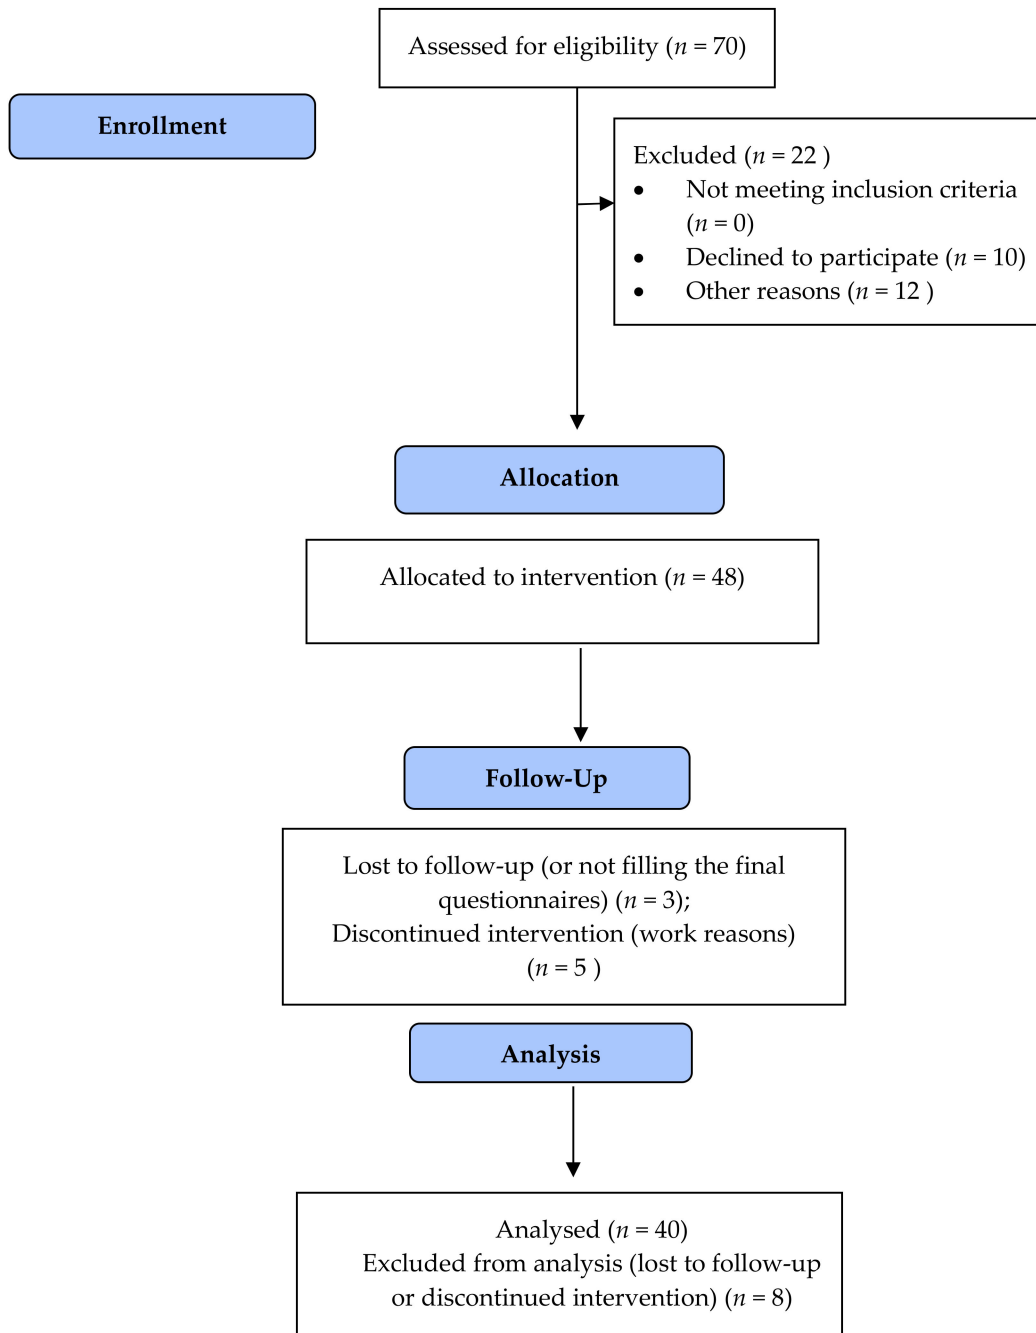 Assessed for eligibility (n = 70)
Enrollment
Excluded (n = 22 )
• Not meeting inclusion criteria
(n = 0)
• Declined to participate (n = 10)
• Other reasons (n = 12 )
Allocation
Allocated to intervention (n = 48)
Follow-Up
Lost to follow-up (or not filling the final
questionnaires) (n = 3);
Discontinued intervention (work reasons)
(n = 5 )
Analysis
Analysed (n = 40)
Excluded from analysis (lost to follow-up
or discontinued intervention) (n = 8)